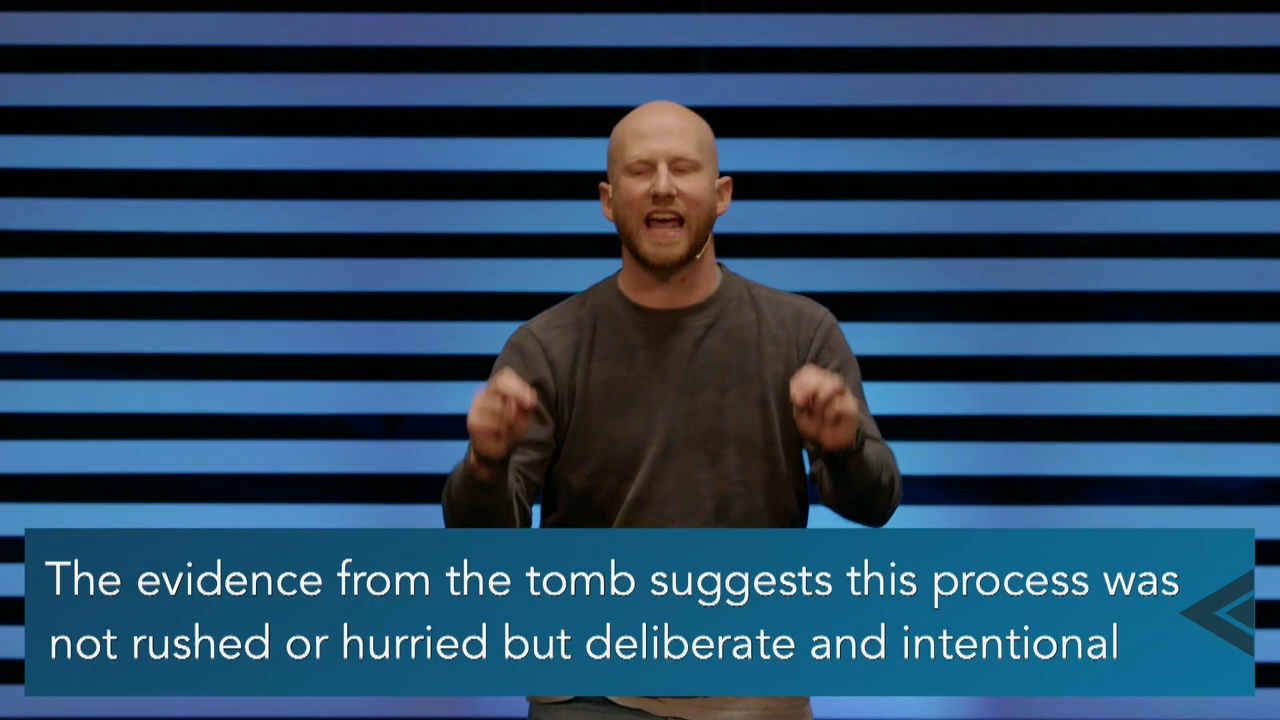 The evidence from the tomb suggests this process was
not rushed or hurried but deliberate and intentional